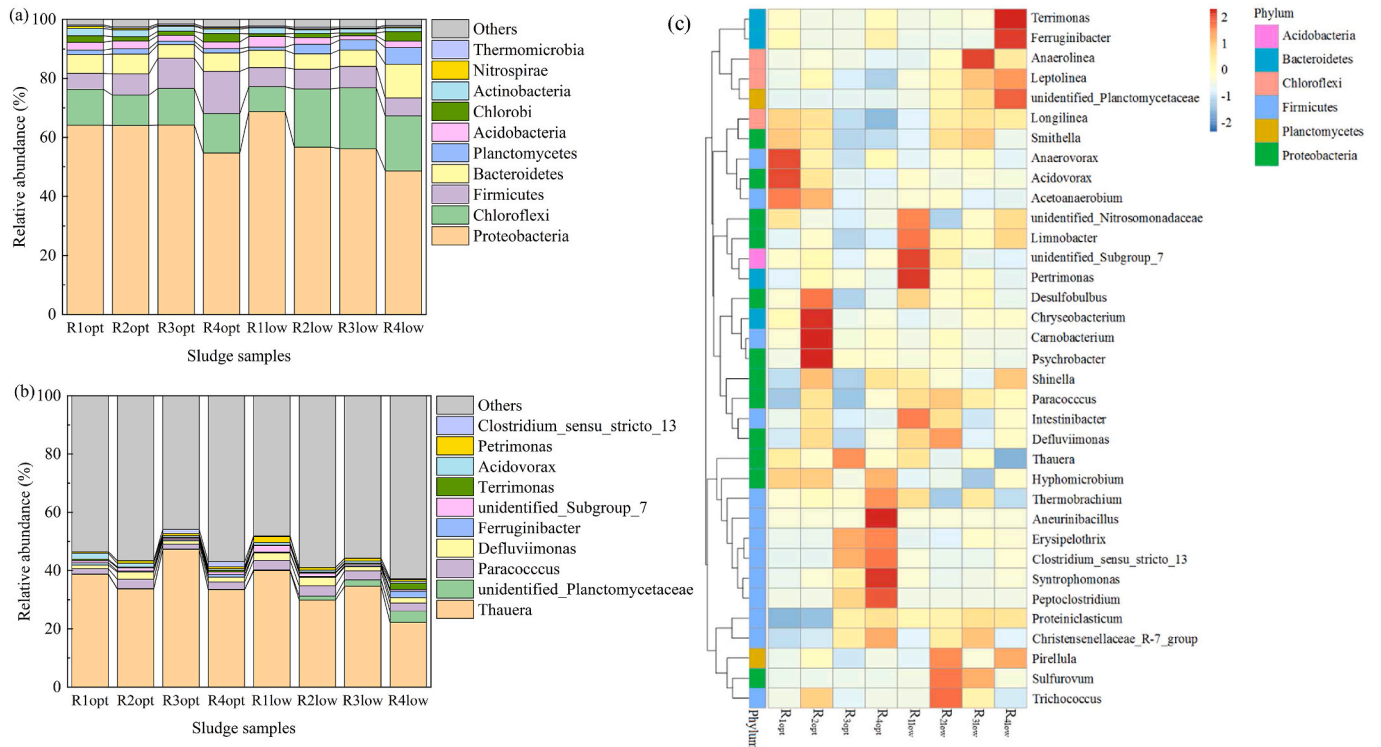 (a)
Relative abundance (%)
100
80
60
40
20
0
R1opt R2opt R3opt R4opt R1low R2low R3low R4low
Sludge samples
Others
Thermomicrobia
Nitrospirae
Actinobacteria
Chlorobi
Acidobacteria
Planctomycetes
Bacteroidetes
Firmicutes
Chloroflexi
Proteobacteria
(b)
Relative abundance (%)
100
80
60
40
20
0
R1opt R2opt R3opt R4opt R1low R2low R3low R4low
Sludge samples
Others
Clostridium_sensu_stricto_13
Petrimonas
Acidovorax
Terrimonas
unidentified_Subgroup_7
Ferruginibacter
Defluviimonas
Paracocccus
unidentified_Planctomycetaceae
Thauera
(c)
Terrimonas
Ferruginibacter
Anaerolinea
Leptolinea
unidentified_Planctomycetaceae
Longilinea
Smithella
Anaerovorax
Acidovorax
Acetoanaerobium
unidentified_Nitrosomonadaceae
Limnobacter
unidentified_Subgroup_7
Pertrimonas
Desulfobulbus
Chryseobacterium
Carnobacterium
Psychrobacter
Shinella
Paracocccus
Intestinibacter
Defluviimonas
Thauera
Hyphomicrobium
Thermobrachium
Aneurinibacillus
Erysipelothrix
Clostridium_sensu_stricto_13
Syntrophomonas
Peptoclostridium
Proteiniclasticum
Christensenellaceae_R-7_group
Pirellula
Sulfurovum
Trichococcus
Phylum R1opt R2opt R3opt R4opt R1low R2low R3low R4low
2
1
0
-1
-2
Phylum
Acidobacteria
Bacteroidetes
Chloroflexi
Firmicutes
Planctomycetes
Proteobacteria